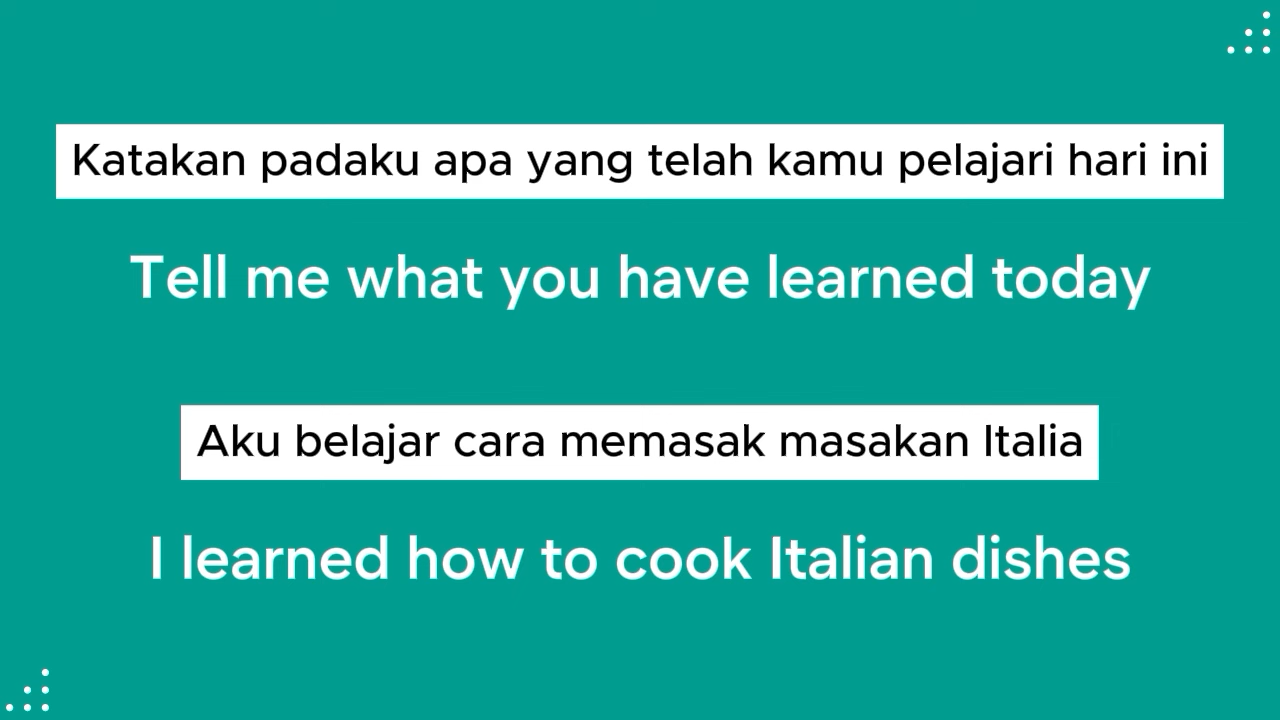 Katakan padaku apa yang telah kamu pelajari hari ini
Tell me what you have learned today
Aku belajar cara memasak masakan Italia
I learned how to cook Italian dishes